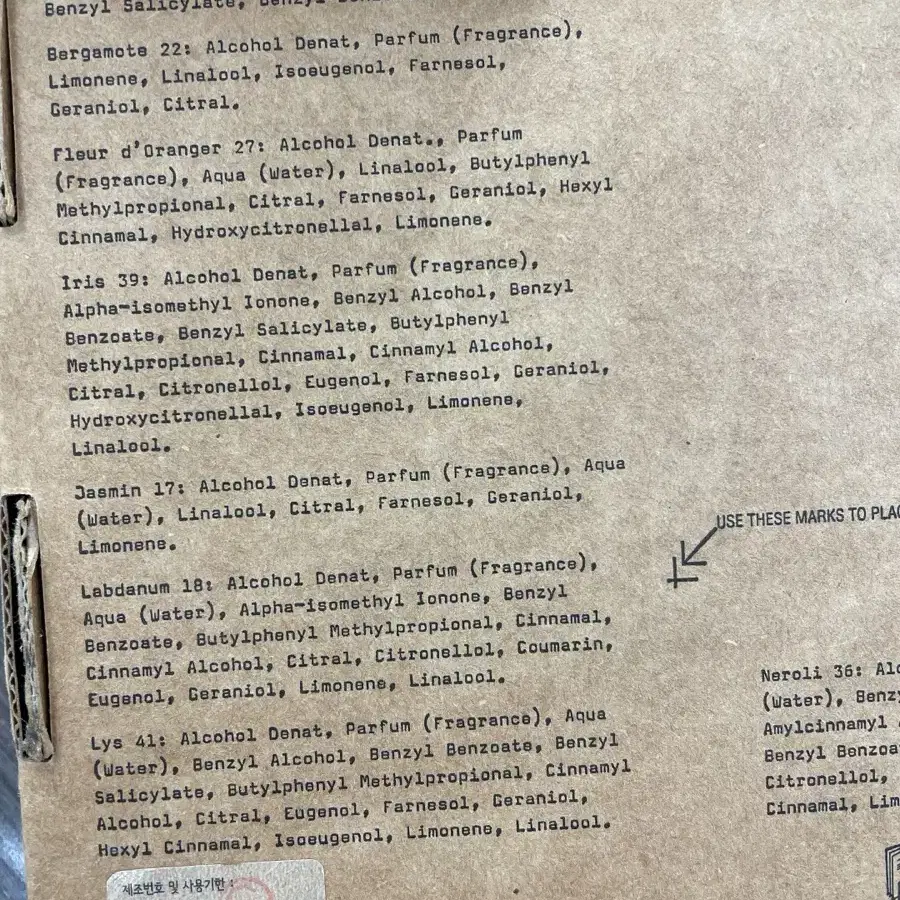 Benzyl Salicylate, Benzyl
Bergamote 22: Alcohol Denat, Parfum (Fragrance),
Limonene, Linalool, Isoeugenol, Farnesol,
Geraniol, Citral.
Fleur d'Oranger 27: Alcohol Denat., Parfum
(Fragrance), Aqua (Water), Linalool, Butylphenyl
Methylpropional, Citral, Farnesol, Geraniol, Hexyl
Cinnamal, Hydroxycitronellal, Limonene.
Iris 39: Alcohol Denat, Parfum (Fragrance),
Alpha-isomethyl Ionone, Benzyl Alcohol, Benzyl
Benzoate, Benzyl Salicylate, Butylphenyl
Methylpropional, Cinnamal, Cinnamyl Alcohol,
Citral, Citronellol, Eugenol, Farnesol, Geraniol,
Hydroxycitronellal, Isoeugenol, Limonene,
Linalool.
Jasmin 17: Alcohol Denat, Parfum (Fragrance), Aqua
(Water), Linalool, Citral, Farnesol, Geraniol,
Limonene.
USE THESE MARKS TO
Labdanum 18: Alcohol Denat, Parfum (Fragrance),
Aqua (Water), Alpha-isomethyl Ionone, Benzyl
Benzoate, Butylphenyl Methylpropional, Cinnamal,
Cinnamyl Alcohol, Citral, Citronellol, Coumarin,
Eugenol, Geraniol, Limonene, Linalool.
Lys 41: Alcohol Denat, Parfum (Fragrance), Aqua
(Water), Benzyl Alcohol, Benzyl Benzoate, Benzyl
Salicylate, Butylphenyl Methylpropional, Cinnamyl
Alcohol, Citral, Eugenol, Farnesol, Geraniol,
Hexyl Cinnamal, Isoeugenol, Limonene, Linalool.
Neroli 36:
(Water),
Amylcinnamyl
Benzyl
Citronellol,
Cinnamal,
제조번호 및 사용기한 :